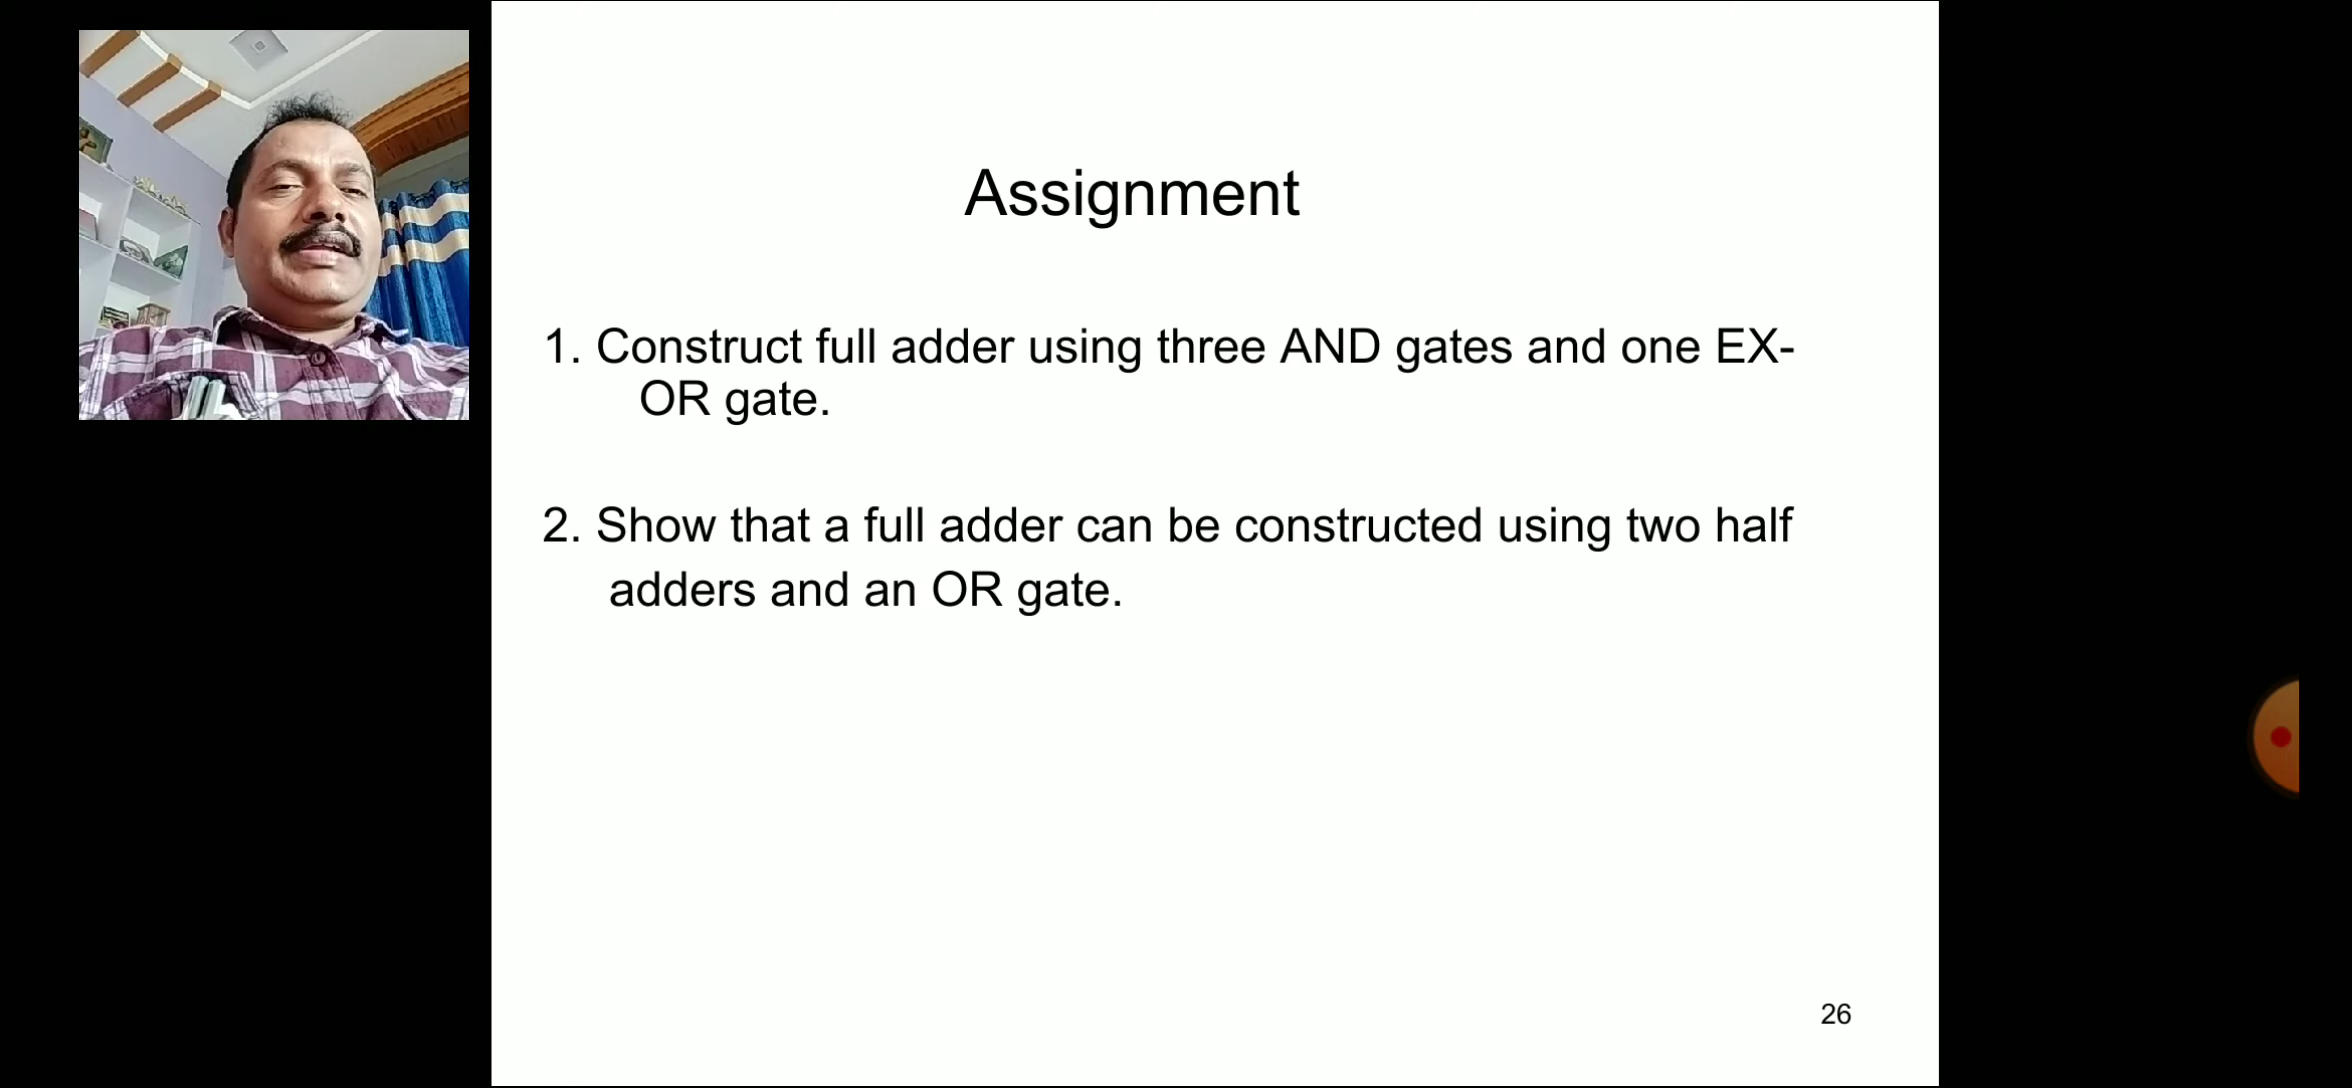 Assignment
1. Construct full adder using three AND gates and one EX-
OR gate.
2. Show that a full adder can be constructed using two half
adders and an OR gate.
26